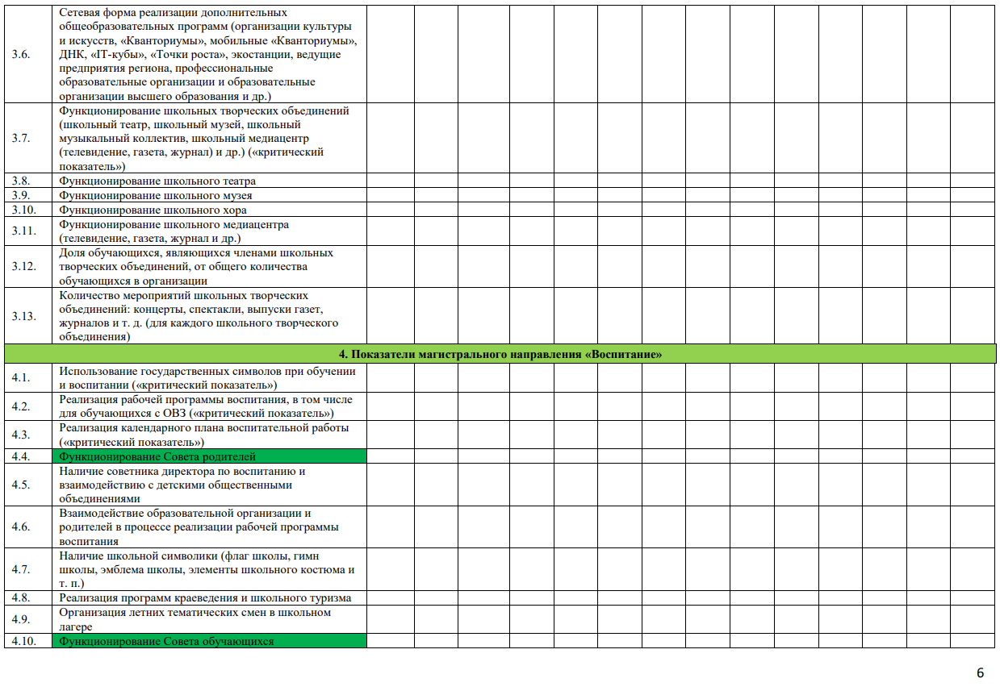 3.6.
Сетевая форма реализации дополнительных
общеобразовательных программ (организации культуры
и искусств, «Кванториумы», мобильные «Кванториумы»,
ДНК, «IT-кубы», «Точки роста», экостанции, ведущие
предприятия региона, профессиональные
образовательные организации и образовательные
организации высшего образования и др.)
3.7.
Функционирование школьных творческих объединений
(школьный театр, школьный музей, школьный
музыкальный коллектив, школьный медиацентр
(телевидение, газета, журнал) и др.) («критический
показатель»)
3.8. Функционирование школьного театра
3.9. Функционирование школьного музея
3.10. Функционирование школьного хора
3.11.
Функционирование школьного медиацентра
(телевидение, газета, журнал и др.)
3.12.
Доля обучающихся, являющихся членами школьных
творческих объединений, от общего количества
обучающихся в организации
3.13.
Количество мероприятий школьных творческих
объединений: концерты, спектакли, выпуски газет,
журналов и т. д. (для каждого школьного творческого
объединения)
4. Показатели магистрального направления «Воспитание»
4.1.
Использование государственных символов при обучении
и воспитании («критический показатель»)
4.2.
Реализация рабочей программы воспитания, в том числе
для обучающихся с ОВЗ («критический показатель»)
4.3.
Реализация календарного плана воспитательной работы
(«критический показатель»)
4.4. Функционирование Совета родителей
4.5.
Наличие советника директора по воспитанию и
взаимодействию с детскими общественными
объединениями
4.6.
Взаимодействие образовательной организации и
родителей в процессе реализации рабочей программы
воспитания
4.7.
Наличие школьной символики (флаг школы, гимн
школы, эмблема школы, элементы школьного костюма и
т. п.)
4.8. Реализация программ краеведения и школьного туризма
4.9.
Организация летних тематических смен в школьном
лагере
4.10. Функционирование Совета обучающихся
6